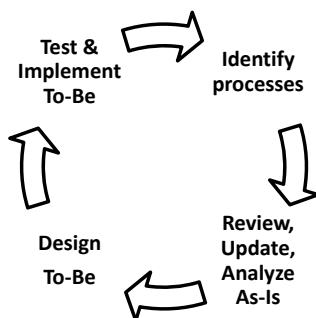 Test &
Implement
To-Be
Identify
processes
Review,
Update,
Analyze
As-Is
Design
To-Be